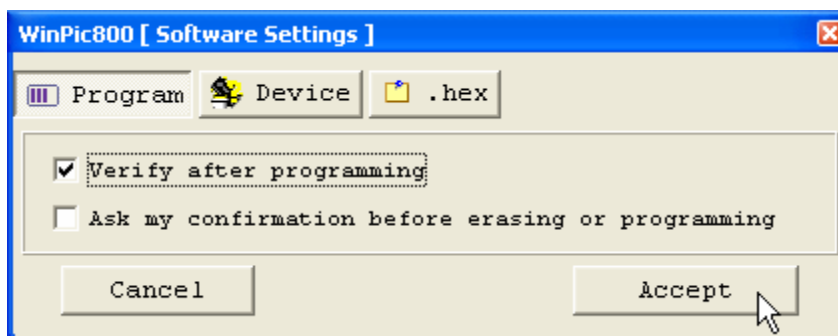 WinPic800 [ Software Settings ]
Program Device .hex
Verify after programming
Ask my confirmation before erasing or programming
Cancel Accept